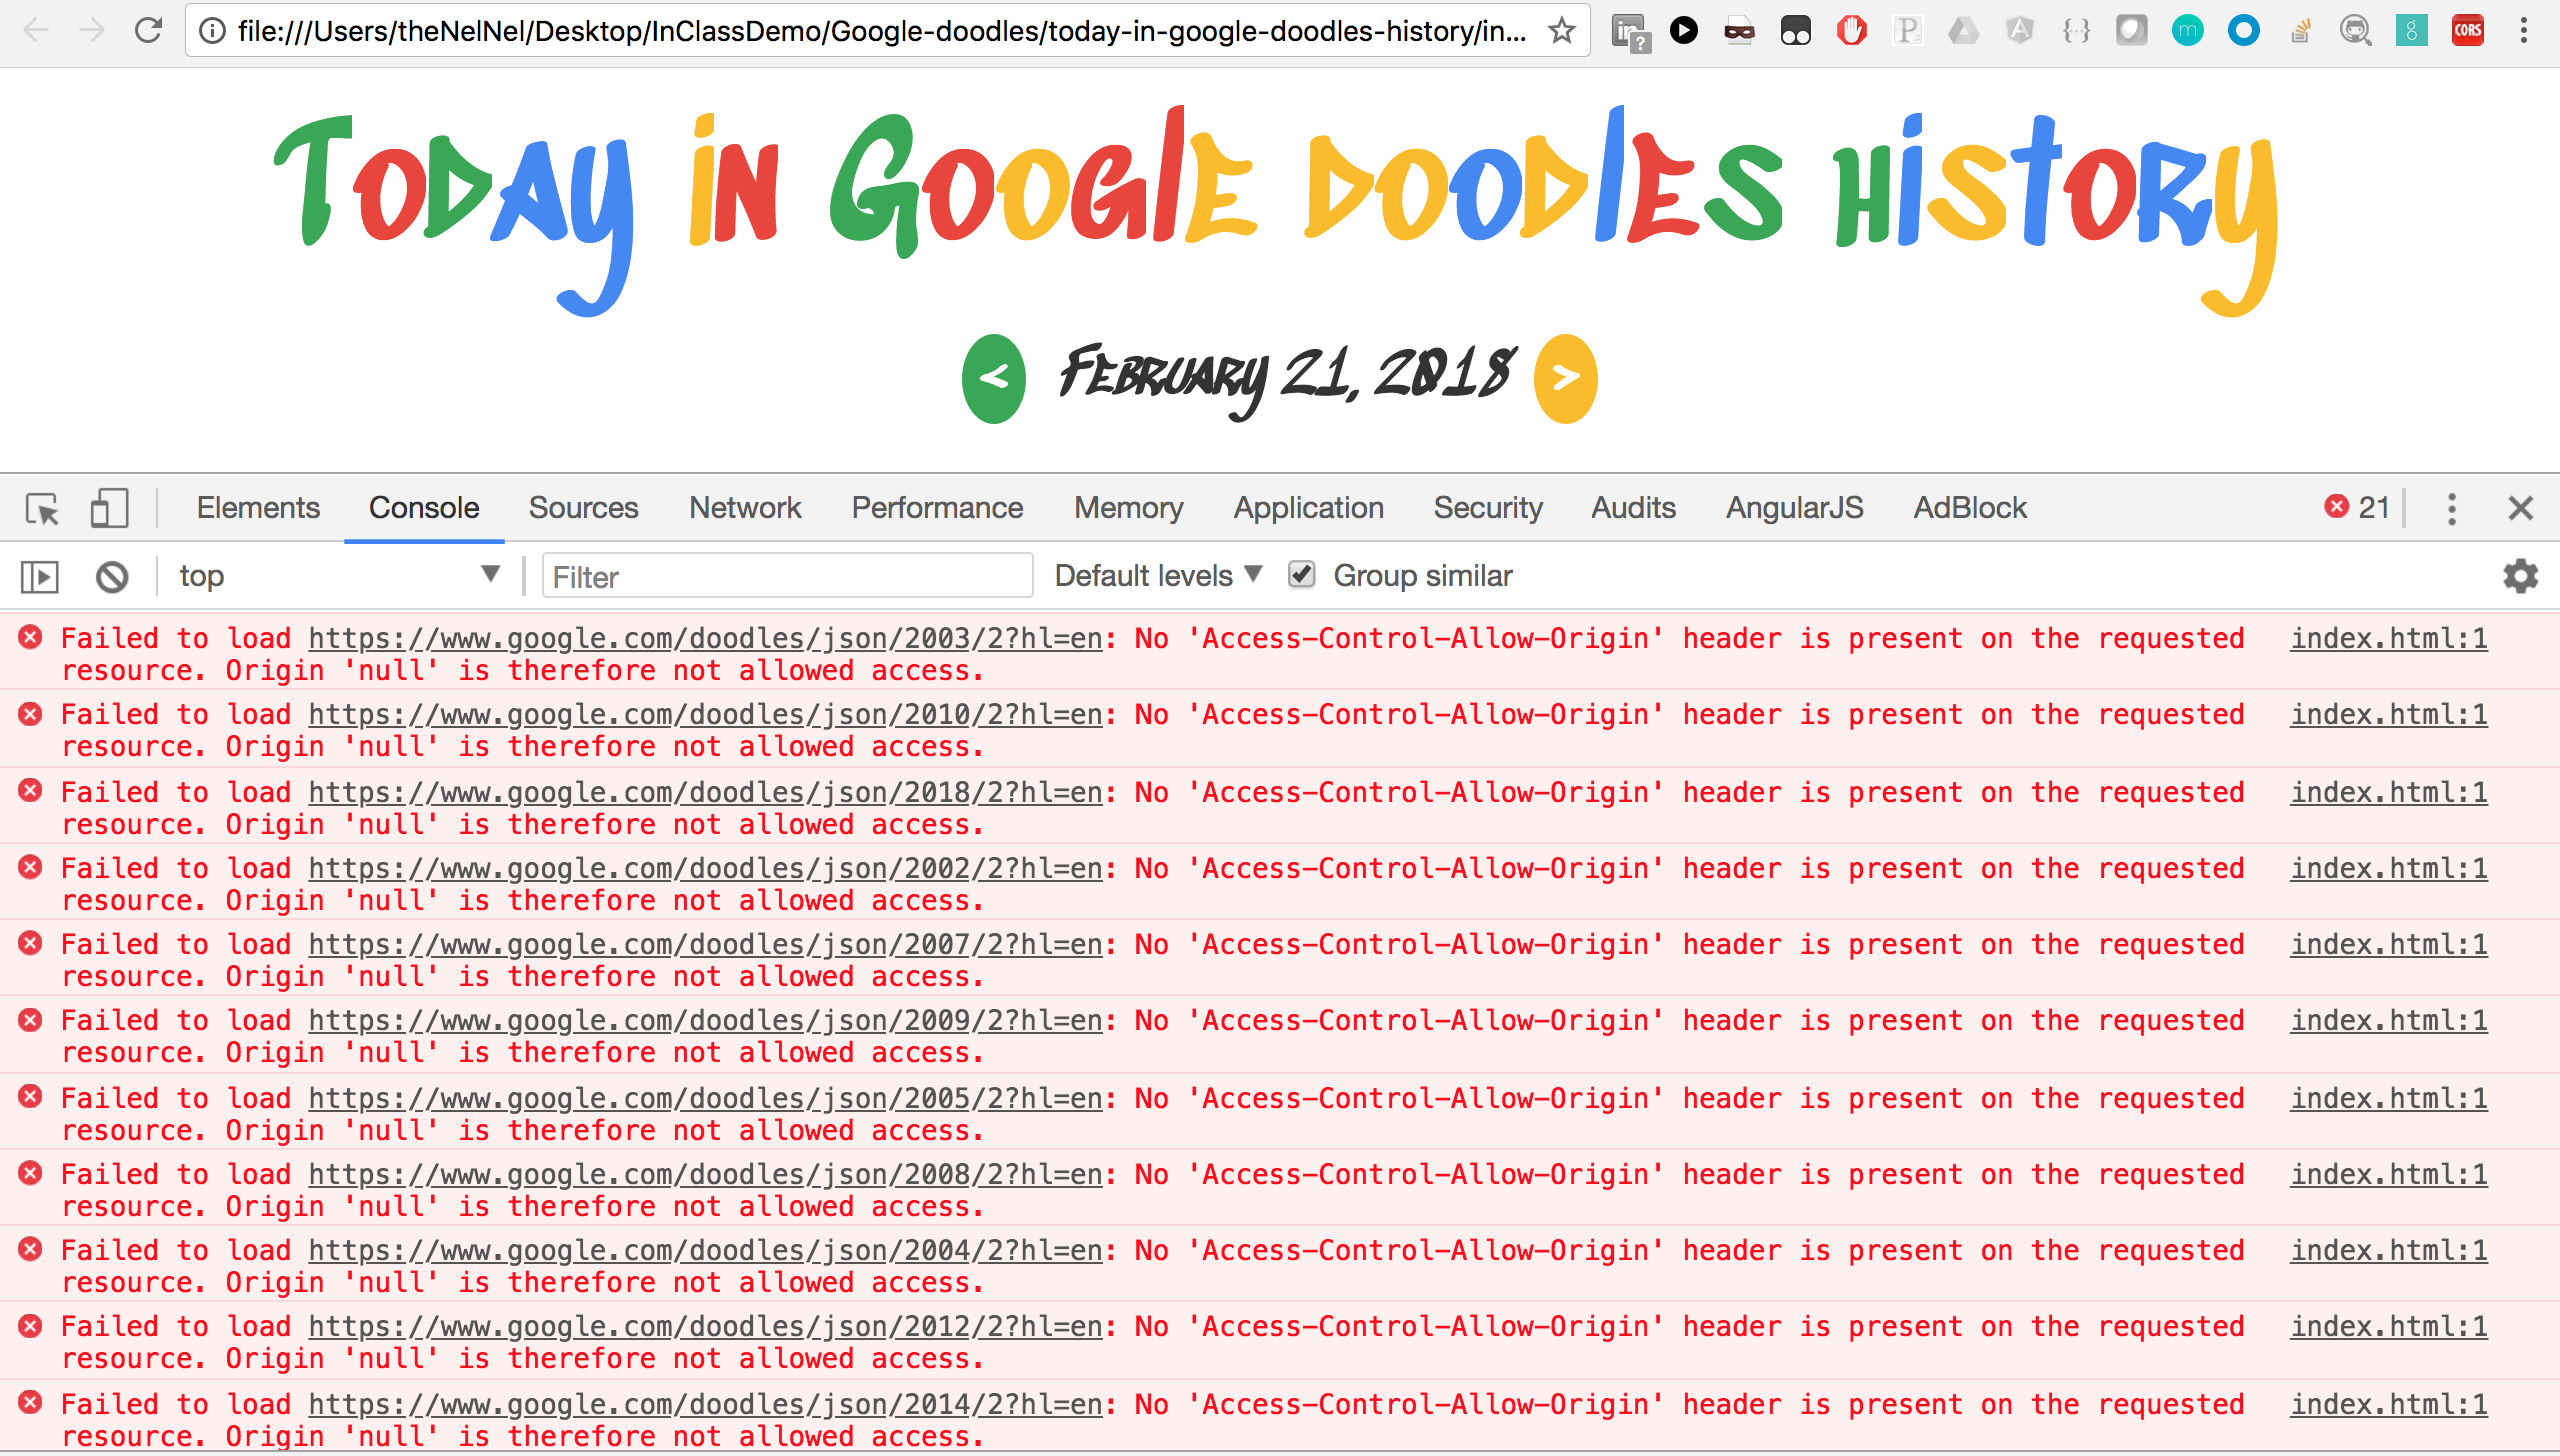 file:///Users/theNelNel/Desktop/InClassDemo/Google-doodles/today-in-google-doodles-history/in...
Today in Google Doodles History
< February 21, 2018 >
Elements Console Sources Network Performance Memory Application Security Audits AngularJS AdBlock 21
top Filter Default levels Group similar
Failed to load https://www.google.com/doodles/json/2003/2?hl=en: No 'Access-Control-Allow-Origin' header is present on the requested index.html:1
resource. Origin 'null' is therefore not allowed access.
Failed to load https://www.google.com/doodles/json/2010/2?hl=en: No 'Access-Control-Allow-Origin' header is present on the requested index.html:1
resource. Origin 'null' is therefore not allowed access.
Failed to load https://www.google.com/doodles/json/2018/2?hl=en: No 'Access-Control-Allow-Origin' header is present on the requested index.html:1
resource. Origin 'null' is therefore not allowed access.
Failed to load https://www.google.com/doodles/json/2002/2?hl=en: No 'Access-Control-Allow-Origin' header is present on the requested index.html:1
resource. Origin 'null' is therefore not allowed access.
Failed to load https://www.google.com/doodles/json/2007/2?hl=en: No 'Access-Control-Allow-Origin' header is present on the requested index.html:1
resource. Origin 'null' is therefore not allowed access.
Failed to load https://www.google.com/doodles/json/2009/2?hl=en: No 'Access-Control-Allow-Origin' header is present on the requested index.html:1
resource. Origin 'null' is therefore not allowed access.
Failed to load https://www.google.com/doodles/json/2005/2?hl=en: No 'Access-Control-Allow-Origin' header is present on the requested index.html:1
resource. Origin 'null' is therefore not allowed access.
Failed to load https://www.google.com/doodles/json/2008/2?hl=en: No 'Access-Control-Allow-Origin' header is present on the requested index.html:1
resource. Origin 'null' is therefore not allowed access.
Failed to load https://www.google.com/doodles/json/2004/2?hl=en: No 'Access-Control-Allow-Origin' header is present on the requested index.html:1
resource. Origin 'null' is therefore not allowed access.
Failed to load https://www.google.com/doodles/json/2012/2?hl=en: No 'Access-Control-Allow-Origin' header is present on the requested index.html:1
resource. Origin 'null' is therefore not allowed access.
Failed to load https://www.google.com/doodles/json/2014/2?hl=en: No 'Access-Control-Allow-Origin' header is present on the requested index.html:1
resource. Origin 'null' is therefore not allowed access.